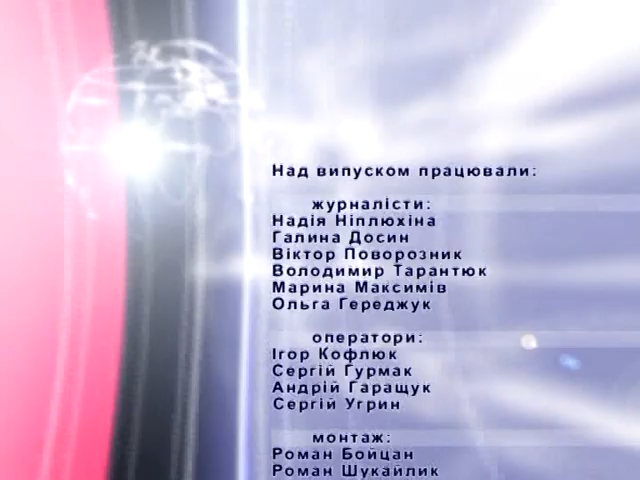 Над випуском працювали:
журналісти:
Надія Ніплюхіна
Галина Досин
Віктор Поворозник
Володимир Тарантюк
Марина Максимів
Ольга Гереджук
оператори:
Ігор Кофлюк
Сергій Гурмак
Андрій Гаращук
Сергій Угрин
монтаж:
Роман Бойцан
Роман Шукайлик